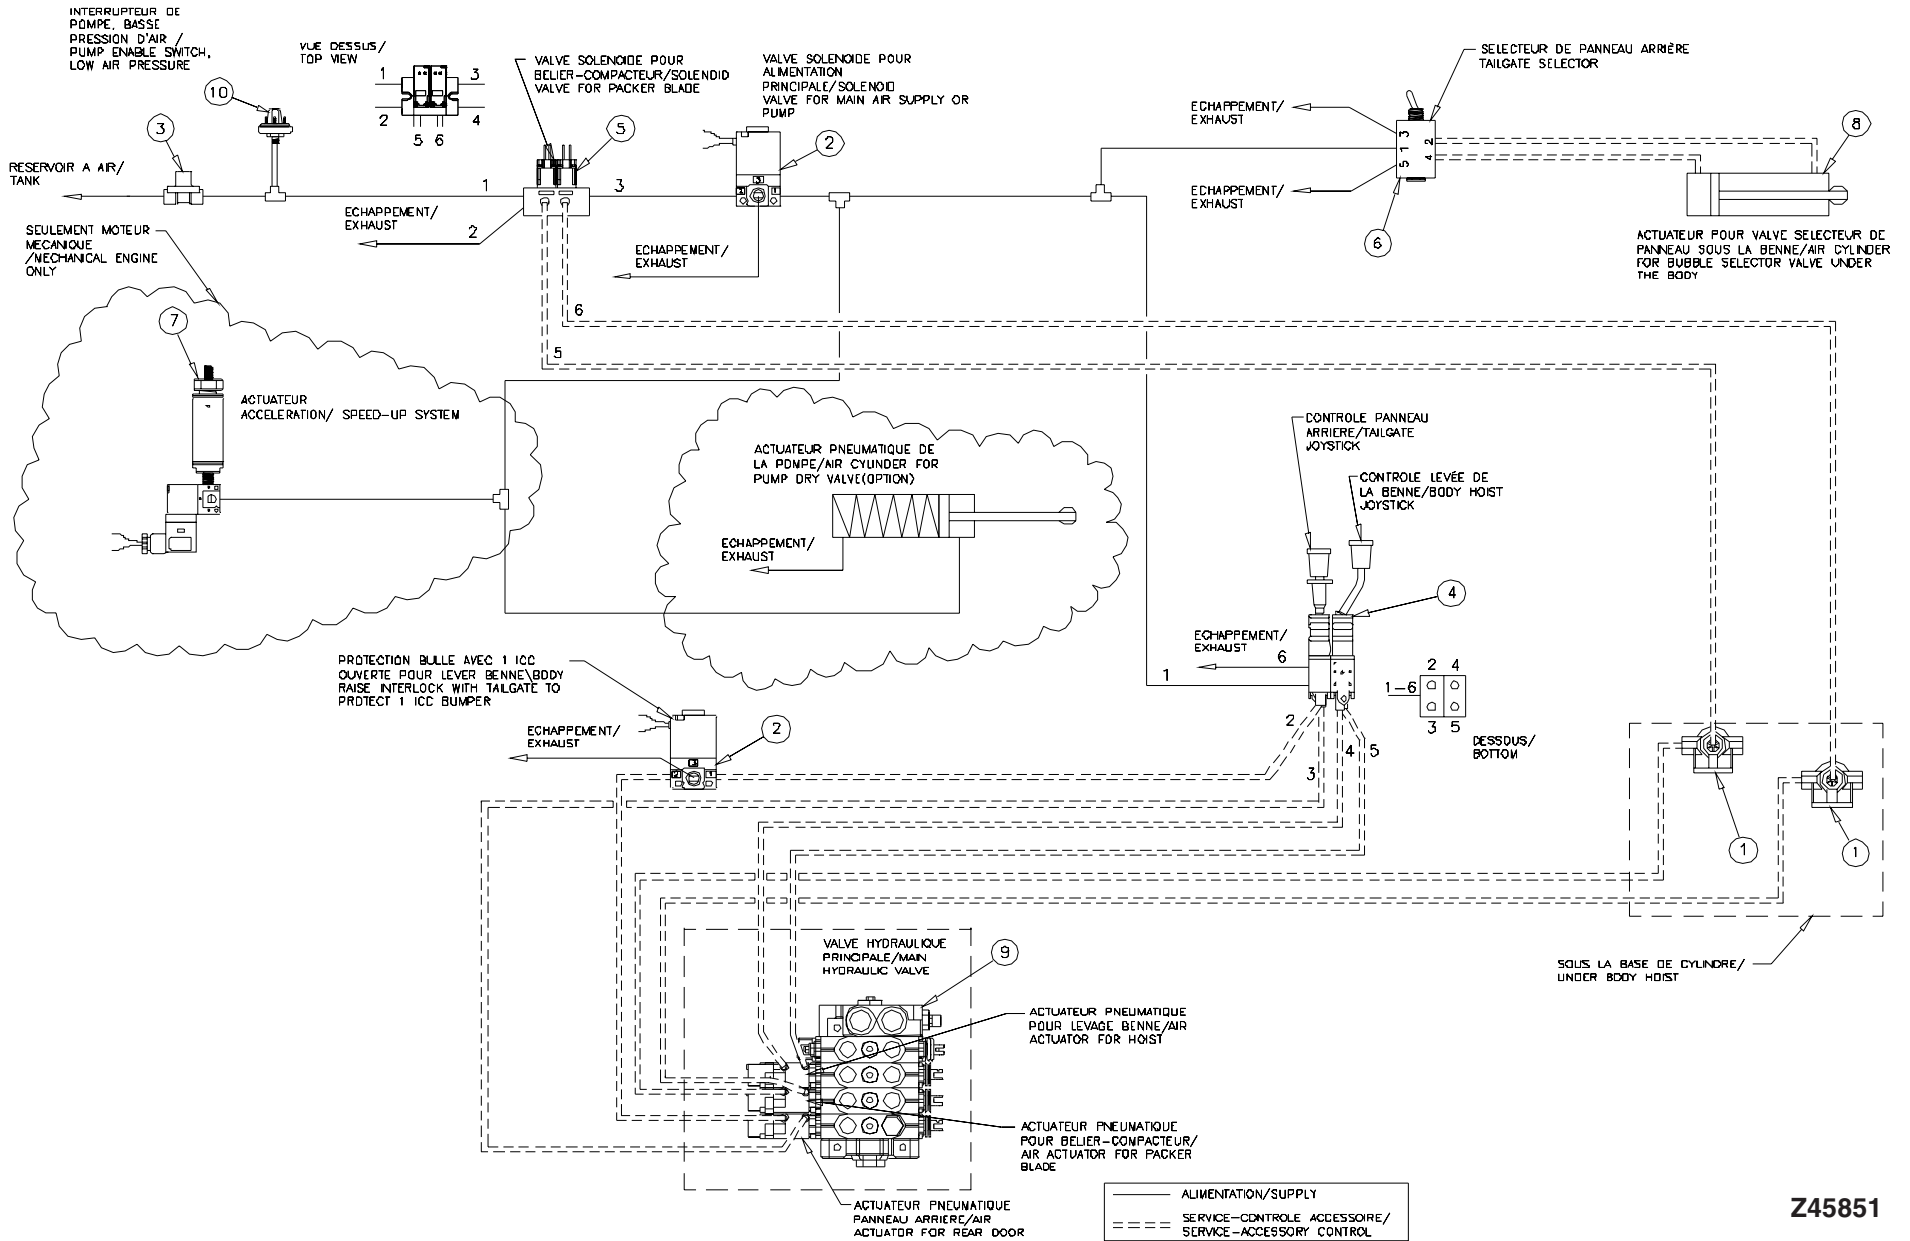 INTERRUPTEUR DE
POMPE, BASSE
PRESSION D'AIR /
PUMP ENABLE SWITCH,
LOW AIR PRESSURE
10
3
RESERVOIR A AIR/
TANK
VUE DESSUS/
TOP VIEW
1
3
2
4
5 6
VALVE SOLENOIDE POUR
BELIER-COMPACTEUR/SOLENOID
VALVE FOR PACKER BLADE
5
VALVE SOLENOIDE POUR
ALIMENTATION
PRINCIPALE/SOLENOID
VALVE FOR MAIN AIR SUPPLY OR
PUMP
2
1
3
2
3
1
ECHAPPEMENT/
EXHAUST
2
ECHAPPEMENT/
EXHAUST
SELECTEUR DE PANNEAU ARRIÈRE
TAILGATE SELECTOR
ECHAPPEMENT/
EXHAUST
3
1
5
2
4
ECHAPPEMENT/
EXHAUST
6
8
ACTUATEUR POUR VALVE SELECTEUR DE
PANNEAU SOUS LA BENNE/AIR CYLINDER
FOR BUBBLE SELECTOR VALVE UNDER
THE BODY
SEULEMENT MOTEUR
MECANIQUE
/MECHANICAL ENGINE
ONLY
7
ACTUATEUR
ACCELERATION/ SPEED-UP SYSTEM
6
5
ACTUATEUR PNEUMATIQUE DE
LA POMPE/AIR CYLINDER FOR
PUMP DRY VALVE(OPTION)
ECHAPPEMENT/
EXHAUST
CONTROLE PANNEAU
ARRIERE/TAILGATE
JOYSTICK
CONTROLE LEVÉE DE
LA BENNE/BODY HOIST
JOYSTICK
4
ECHAPPEMENT/
EXHAUST
6
1
1-6
2 4
3 5
DESSOUS/
BOTTOM
2
3
4
5
PROTECTION BULLE AVEC 1 ICC
OUVERTE POUR LEVER BENNE\BODY
RAISE INTERLOCK WITH TAILGATE TO
PROTECT 1 ICC BUMPER
ECHAPPEMENT/
EXHAUST
2
2
3
1
1
1
SOUS LA BASE DE CYLINDRE/
UNDER BODY HOIST
VALVE HYDRAULIQUE
PRINCIPALE/MAIN
HYDRAULIC VALVE
9
ACTUATEUR PNEUMATIQUE
POUR LEVAGE BENNE/AIR
ACTUATOR FOR HOIST
ACTUATEUR PNEUMATIQUE
POUR BELIER-COMPACTEUR/
AIR ACTUATOR FOR PACKER
BLADE
ACTUATEUR PNEUMATIQUE
PANNEAU ARRIERE/AIR
ACTUATOR FOR REAR DOOR
ALIMENTATION/SUPPLY
SERVICE-CONTROLE ACCESSOIRE/
SERVICE-ACCESSORY CONTROL
Z45851